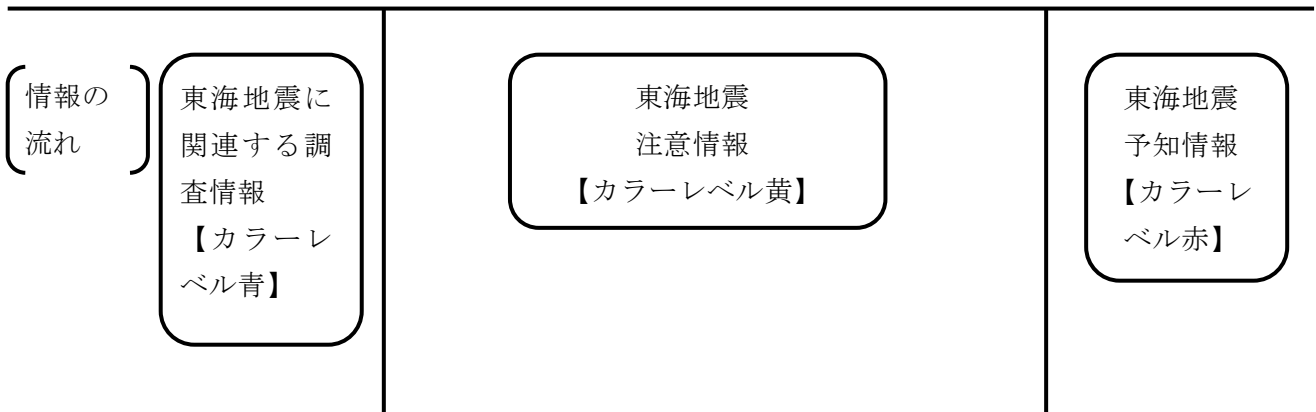 情報の
流れ
東海地震に
関連する調
査情報
【カラーレ
ベル青】
東海地震
注意情報
【カラーレベル黄】
東海地震
予知情報
【カラーレ
ベル赤】